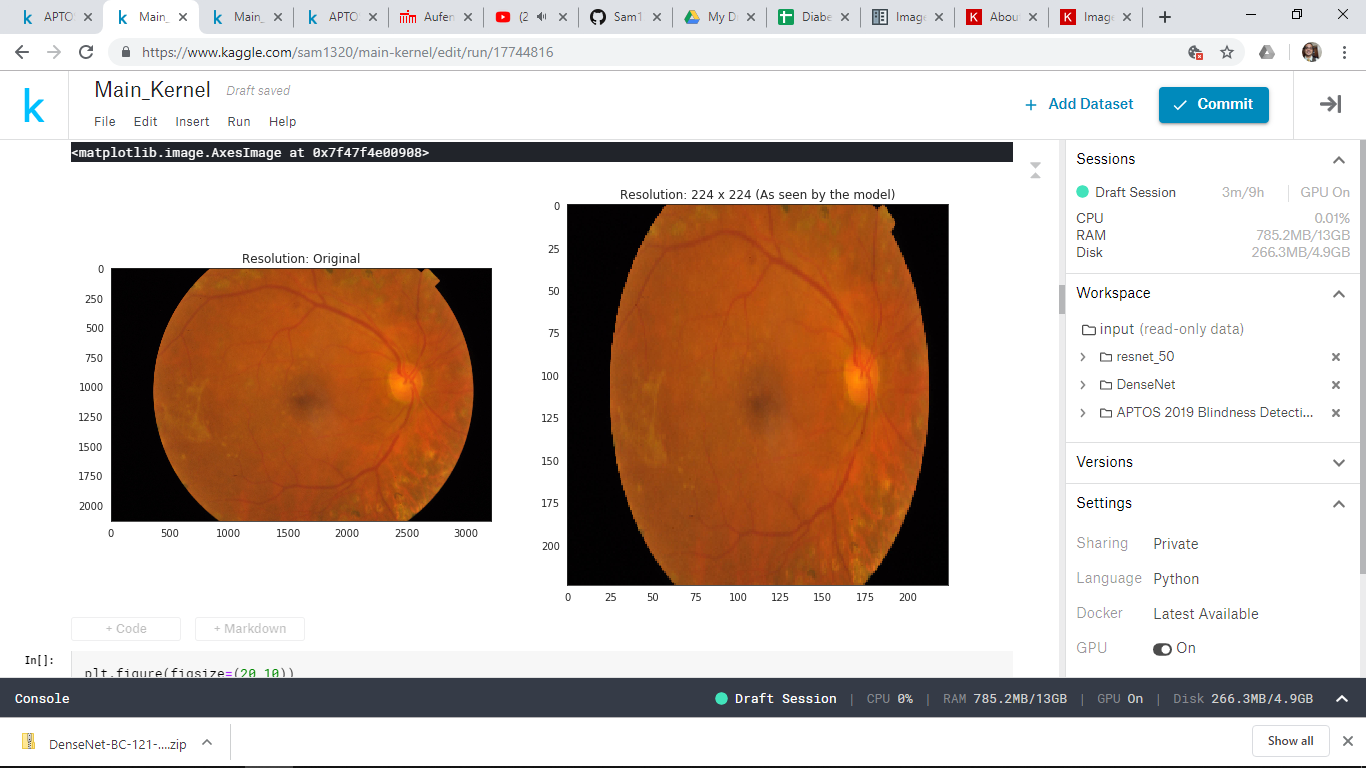 APTO
Main_
Main_
APTO
Aufen
(2
Sam1
My D
Diabe
Imag
Abou
Image
https://www.kaggle.com/sam1320/main-kernel/edit/run/17744816
k
Main_Kernel Draft saved
+ Add Dataset
Commit
File Edit Insert Run Help
<matplotlib.image.AxesImage at 0x7f47f4e00908>
Resolution: Original
0
250
500
750
1000
1250
1500
1750
2000
0 500 1000 1500 2000 2500 3000
Resolution: 224 x 224 (As seen by the model)
0
25
50
75
100
125
150
175
200
0 25 50 75 100 125 150 175 200
+ Code + Markdown
In[]:
plt.figure(figsize=(20,10))
Sessions
Draft Session 3m/9h GPU On
CPU 0.01%
RAM 785.2MB/13GB
Disk 266.3MB/4.9GB
Workspace
input (read-only data)
resnet_50
DenseNet
APTOS 2019 Blindness Detecti...
Versions
Settings
Sharing Private
Language Python
Docker Latest Available
GPU On
Console Draft Session | CPU 0% | RAM 785.2MB/13GB | GPU On | Disk 266.3MB/4.9GB
DenseNet-BC-121-....zip
Show all